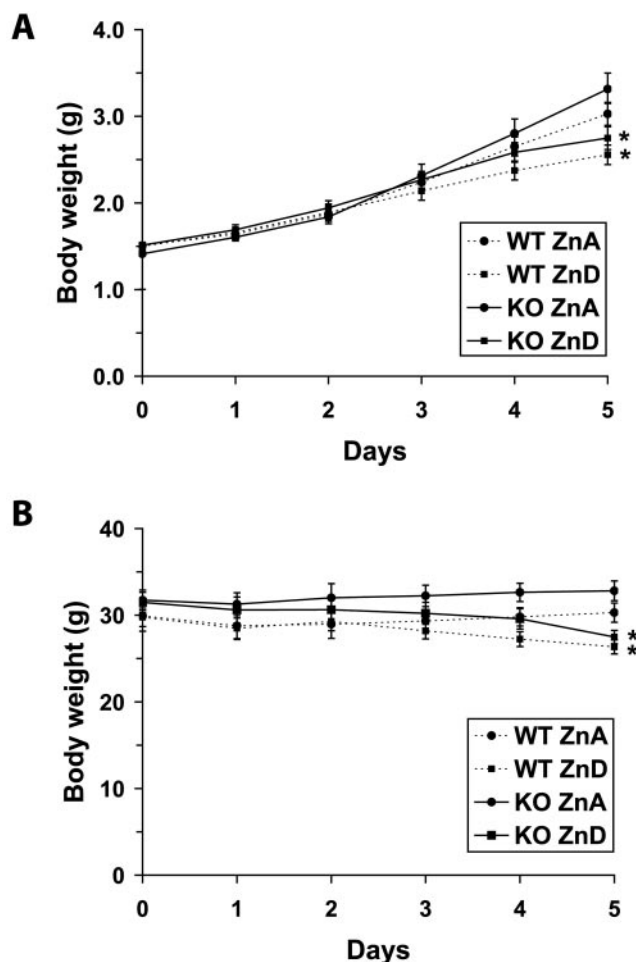 A
Body weight (g)
4.0
3.0
2.0
1.0
0.0
*
*
WT ZnA
WT ZnD
KO ZnA
KO ZnD
0 1 2 3 4 5
Days
B
Body weight (g)
40
30
20
10
0
*
*
WT ZnA
WT ZnD
KO ZnA
KO ZnD
0 1 2 3 4 5
Days